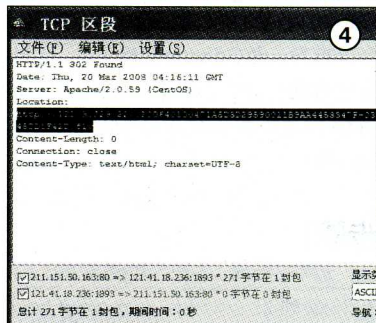 TCP 区段
4
文件(F) 编辑(E) 设置(S)
HTTP/1.1 302 Found
Date: Thu, 20 Mar 2008 04:16:11 GMT
Server: Apache/2.0.59 (CentOS)
Location:
Content-Length: 0
Connection: close
Content-Type: text/html; charset=UTF-8
211.151.50.163:80 => 121.41.18.236:1893 * 271 字节在 1 封包
显示类
121.41.18.236:1893 => 211.151.50.163:80 * 0 字节在 0 封包
ASCII
总计 271 字节在 1 封包，期间时间：0 秒
导航：